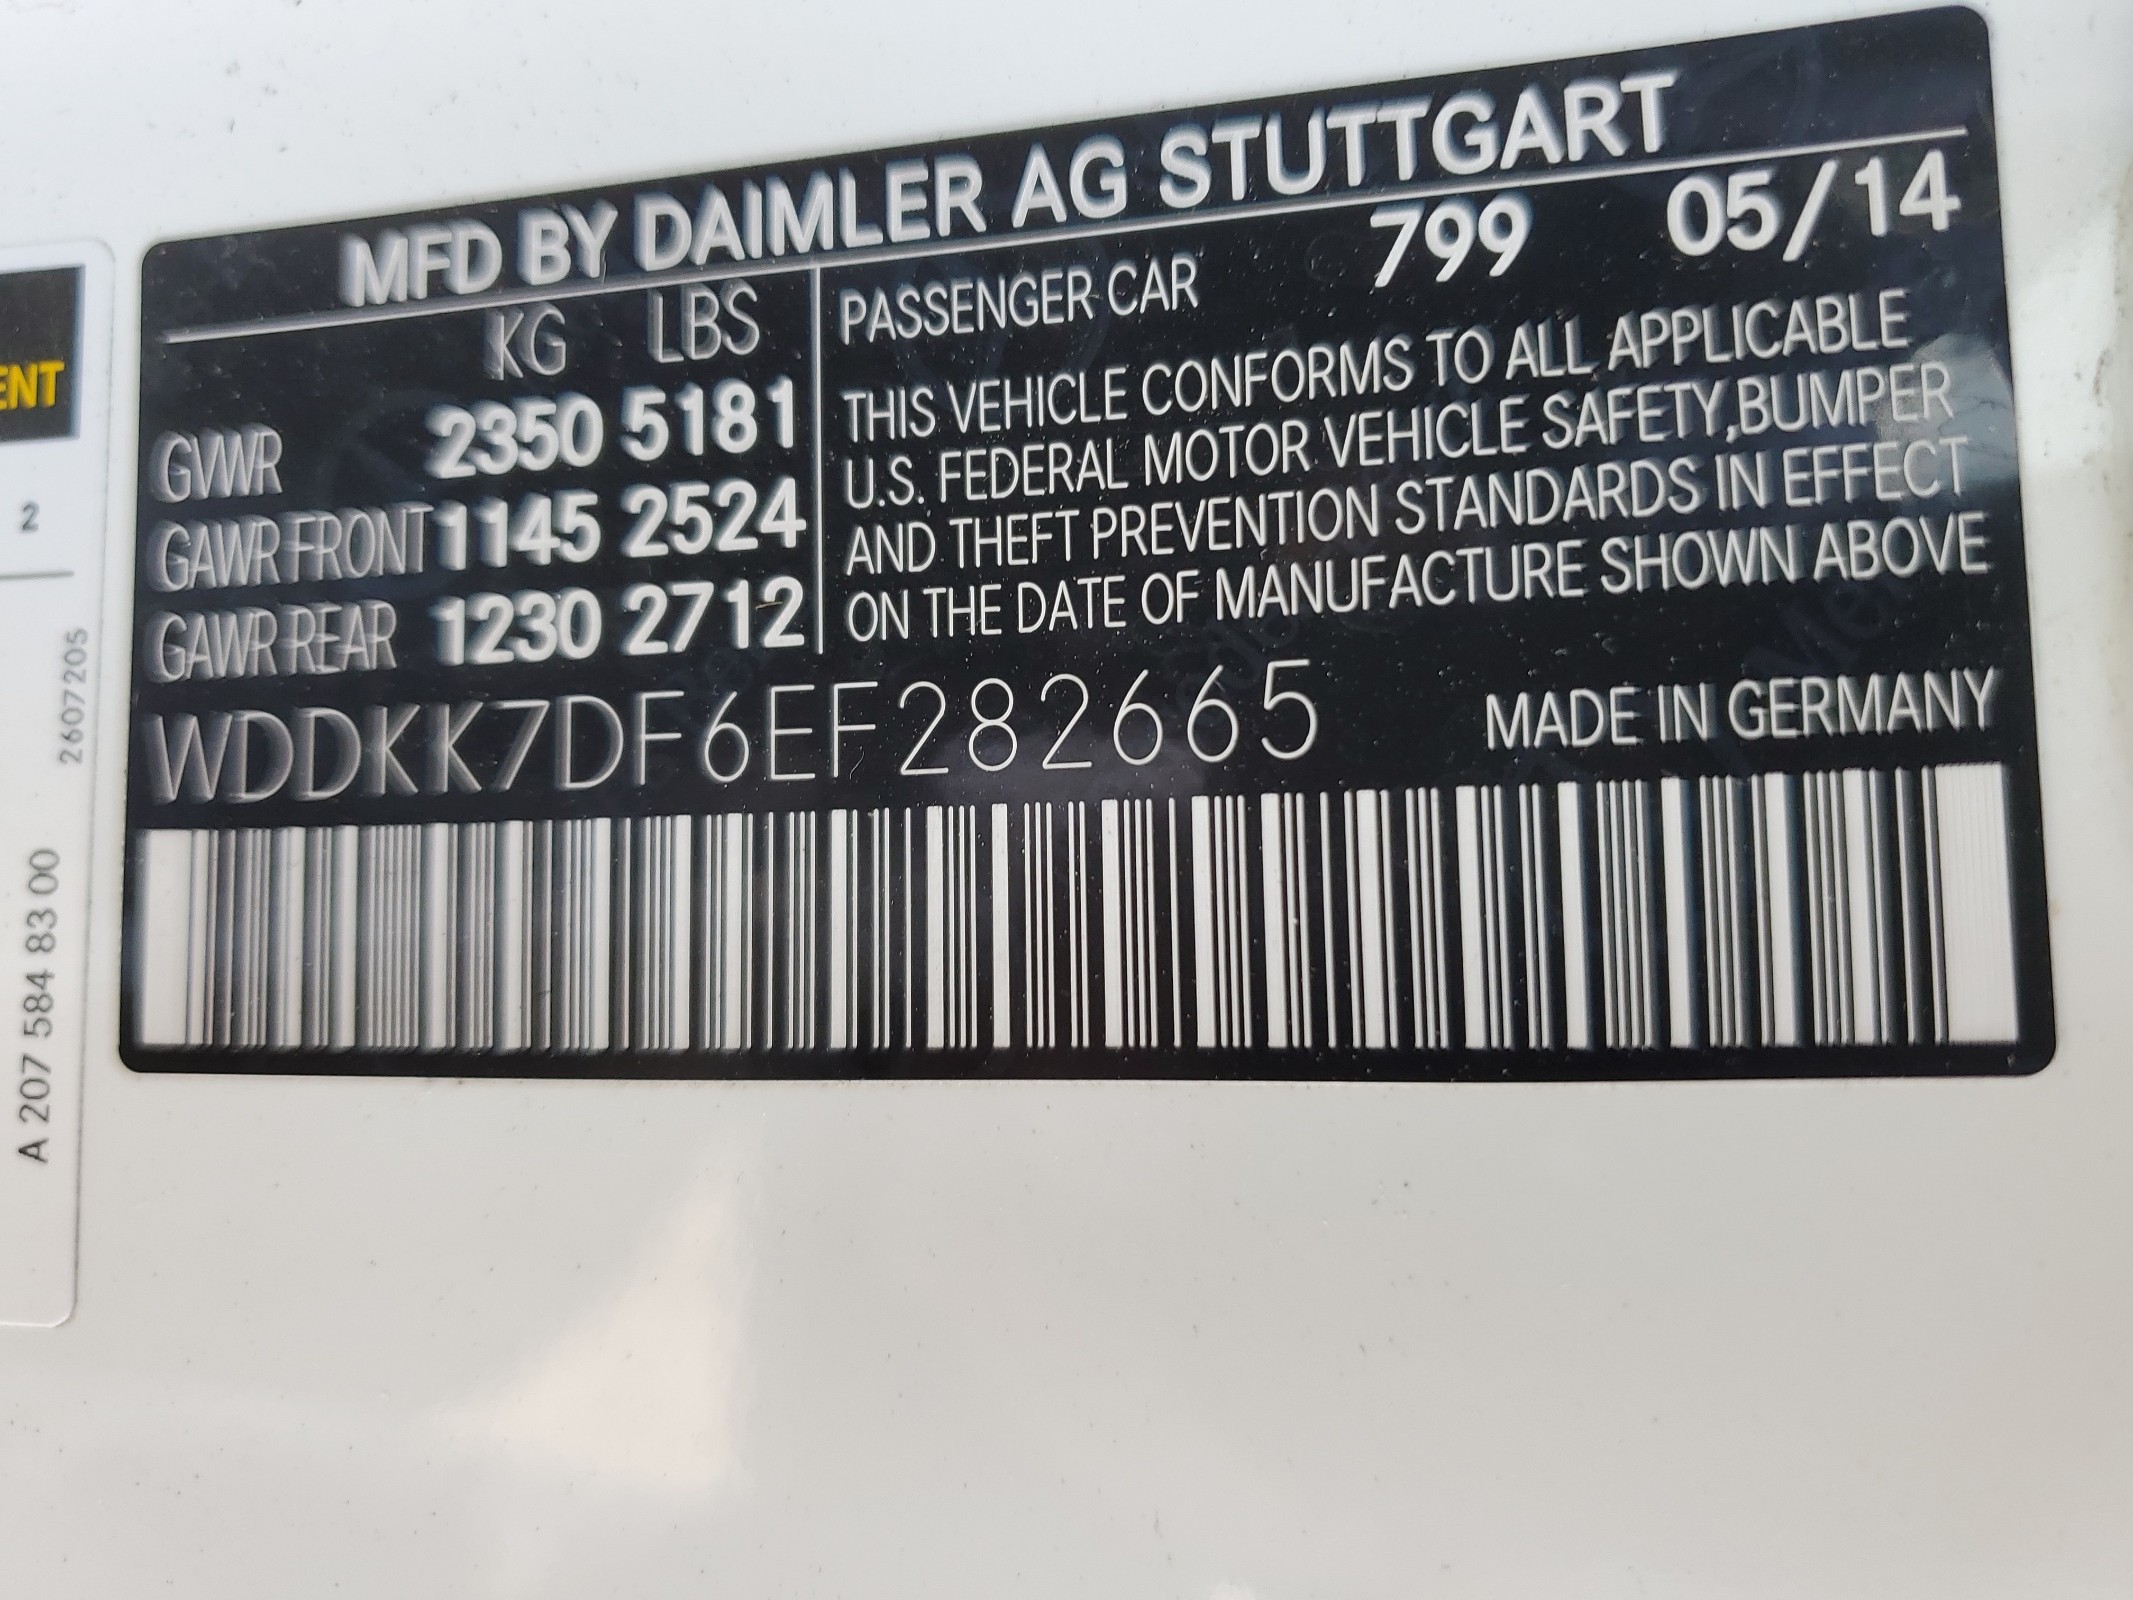 MFD BY DAIMLER AG STUTTGART
KG LBS
GVWR 2350 5181
GAWR FRONT 1145 2524
GAWR REAR 1230 2712
PASSENGER CAR 799 05/14
THIS VEHICLE CONFORMS TO ALL APPLICABLE
U.S. FEDERAL MOTOR VEHICLE SAFETY,BUMPER
AND THEFT PREVENTION STANDARDS IN EFFECT
ON THE DATE OF MANUFACTURE SHOWN ABOVE
WDDKK7DF6EF282665 MADE IN GERMANY
ENT
2
2607205
A 207 584 83 00